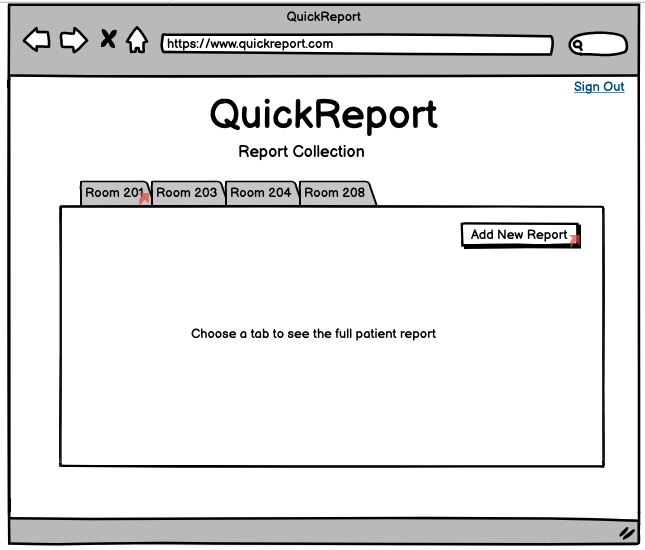 QuickReport
https://www.quickreport.com
Sign Out
QuickReport
Report Collection
Room 201 Room 203 Room 204 Room 208
Add New Report
Choose a tab to see the full patient report